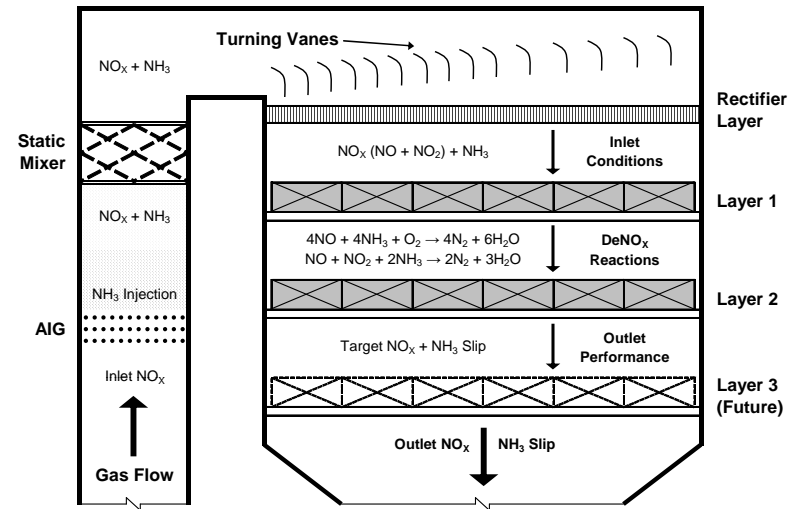 Turning Vanes
NOX + NH3
Rectifier
Layer
Static
Mixer
NOX (NO + NO2) + NH3
Inlet
Conditions
Layer 1
NOX + NH3
4NO + 4NH3 + O2 → 4N2 + 6H2O
NO + NO2 + 2NH3 → 2N2 + 3H2O
DeNOX
Reactions
NH3 Injection
Layer 2
AIG
Target NOX + NH3 Slip
Outlet
Performance
Inlet NOX
Layer 3
(Future)
Outlet NOX
NH3 Slip
Gas Flow